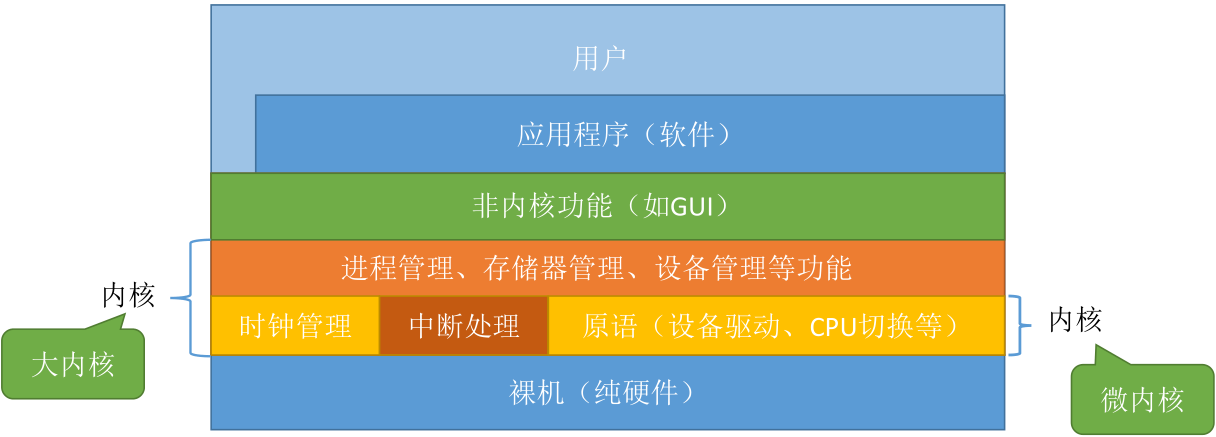 用户
应用程序（软件）
非内核功能（如GUI）
进程管理、存储器管理、设备管理等功能
内核
时钟管理
中断处理
原语（设备驱动、CPU切换等）
内核
大内核
裸机（纯硬件）
微内核